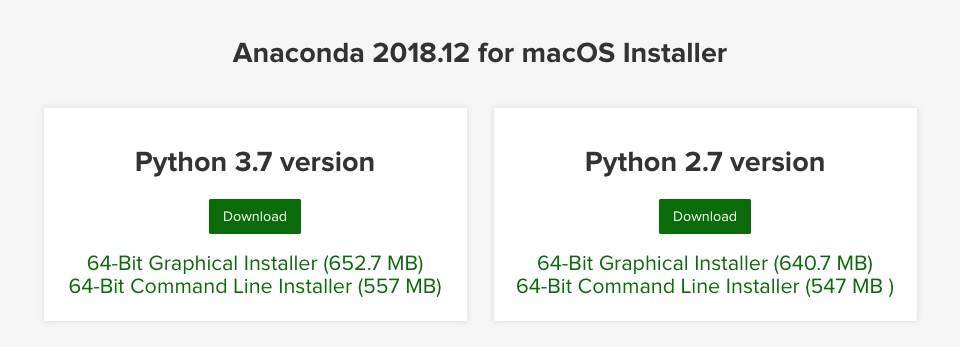 Anaconda 2018.12 for macOS Installer
Python 3.7 version
Download
64-Bit Graphical Installer (652.7 MB)
64-Bit Command Line Installer (557 MB)
Python 2.7 version
Download
64-Bit Graphical Installer (640.7 MB)
64-Bit Command Line Installer (547 MB )